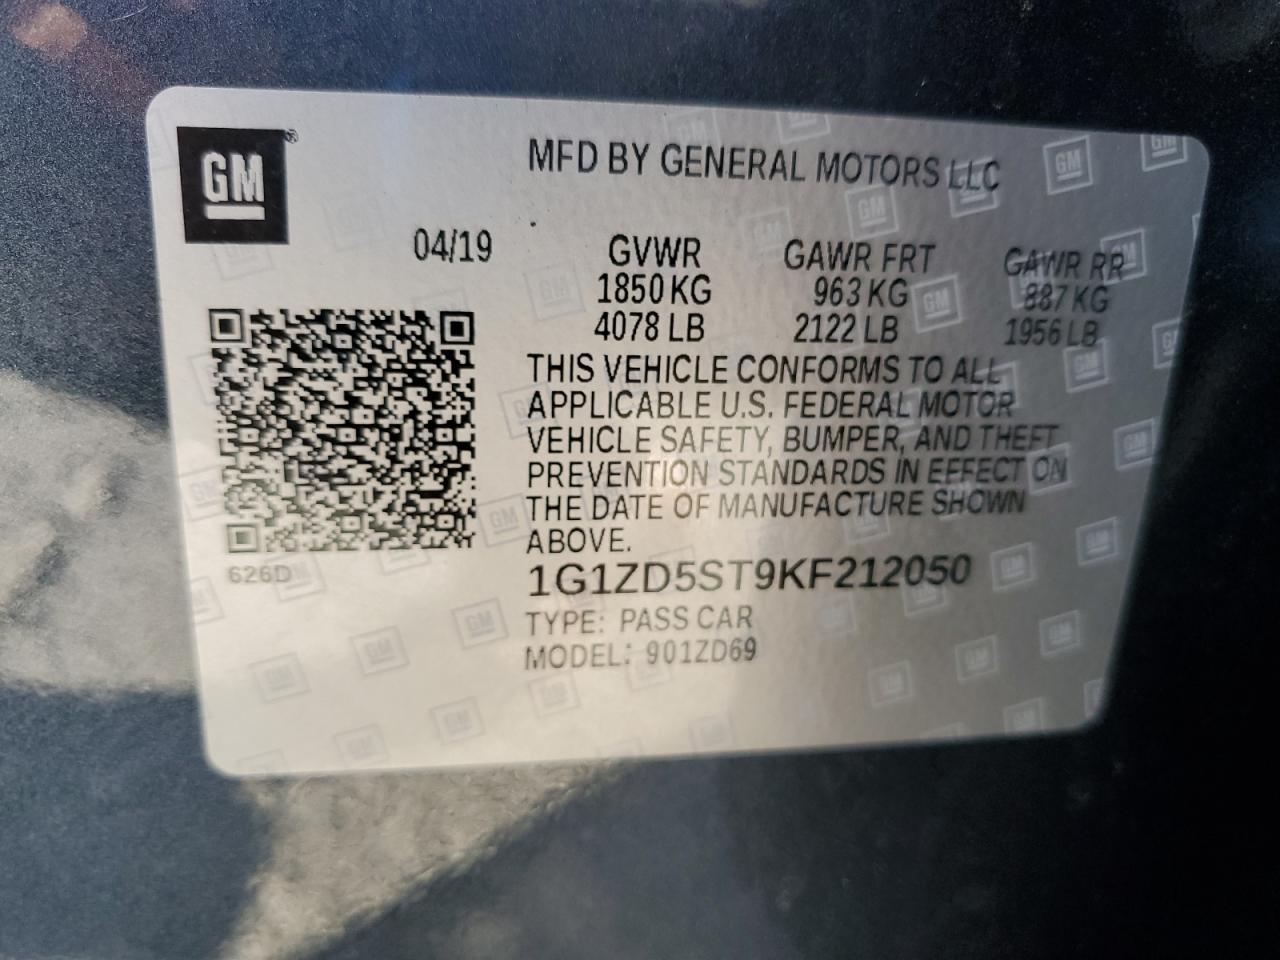 GM®
MFD BY GENERAL MOTORS LLC
04/19 GVWR GAWR FRT GAWR RR
1850 KG 963 KG 887 KG
4078 LB 2122 LB 1956 LB
THIS VEHICLE CONFORMS TO ALL
APPLICABLE U.S. FEDERAL MOTOR
VEHICLE SAFETY, BUMPER, AND THEFT
PREVENTION STANDARDS IN EFFECT ON
THE DATE OF MANUFACTURE SHOWN
ABOVE.
626D
1G1ZD5ST9KF212050
TYPE: PASS CAR
MODEL: 901ZD69